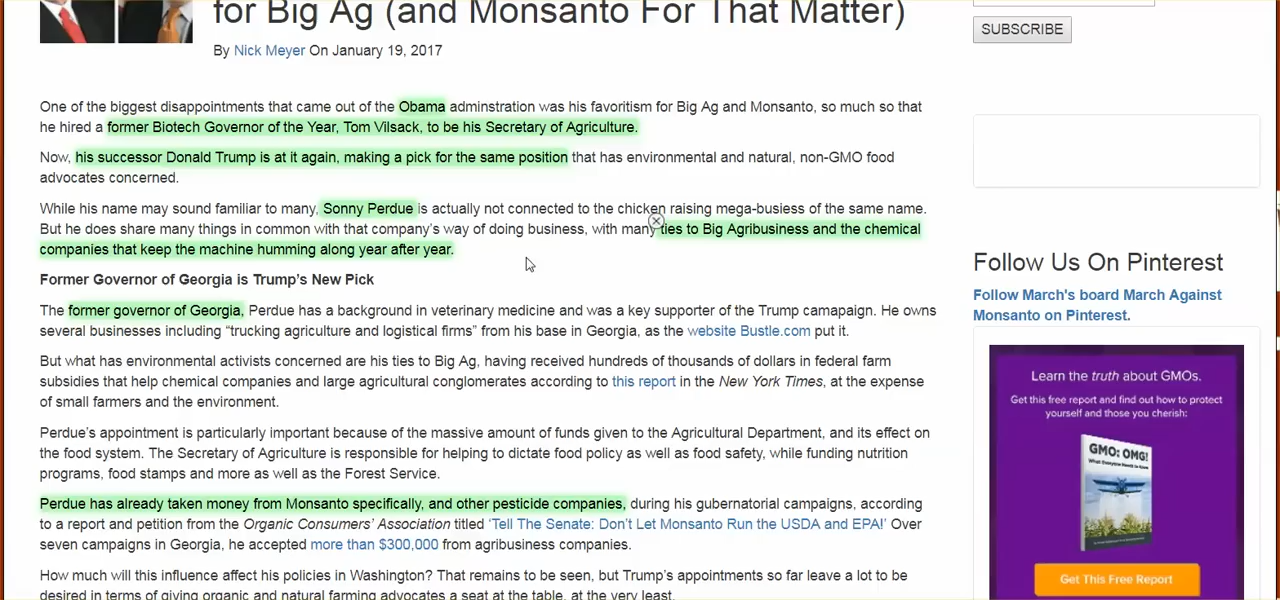 for Big Ag (and Monsanto For That Matter)
By Nick Meyer On January 19, 2017
One of the biggest disappointments that came out of the Obama adminstration was his favoritism for Big Ag and Monsanto, so much so that
he hired a former Biotech Governor of the Year, Tom Vilsack, to be his Secretary of Agriculture.
Now, his successor Donald Trump is at it again, making a pick for the same position that has environmental and natural, non-GMO food
advocates concerned.
While his name may sound familiar to many, Sonny Perdue is actually not connected to the chicken raising mega-busiess of the same name.
But he does share many things in common with that company's way of doing business, with many ties to Big Agribusiness and the chemical
companies that keep the machine humming along year after year.
Former Governor of Georgia is Trump's New Pick
The former governor of Georgia, Perdue has a background in veterinary medicine and was a key supporter of the Trump camapaign. He owns
several businesses including “trucking agriculture and logistical firms” from his base in Georgia, as the website Bustle.com put it.
But what has environmental activists concerned are his ties to Big Ag, having received hundreds of thousands of dollars in federal farm
subsidies that help chemical companies and large agricultural conglomerates according to this report in the New York Times, at the expense
of small farmers and the environment.
Perdue's appointment is particularly important because of the massive amount of funds given to the Agricultural Department, and its effect on
the food system. The Secretary of Agriculture is responsible for helping to dictate food policy as well as food safety, while funding nutrition
programs, food stamps and more as well as the Forest Service.
Perdue has already taken money from Monsanto specifically, and other pesticide companies, during his gubernatorial campaigns, according
to a report and petition from the Organic Consumers' Association titled ‘Tell The Senate: Don't Let Monsanto Run the USDA and EPA!’ Over
seven campaigns in Georgia, he accepted more than $300,000 from agribusiness companies.
How much will this influence affect his policies in Washington? That remains to be seen, but Trump's appointments so far leave a lot to be
desired in terms of giving organic and natural farming advocates a seat at the table, at the very least.
SUBSCRIBE
Follow Us On Pinterest
Follow March's board March Against
Monsanto on Pinterest.
Learn the truth about GMOs.
Get this free report and find out how to protect
yourself and those you cherish:
GMO: OMG!
What Everyone Needs to Know
Get This Free Report